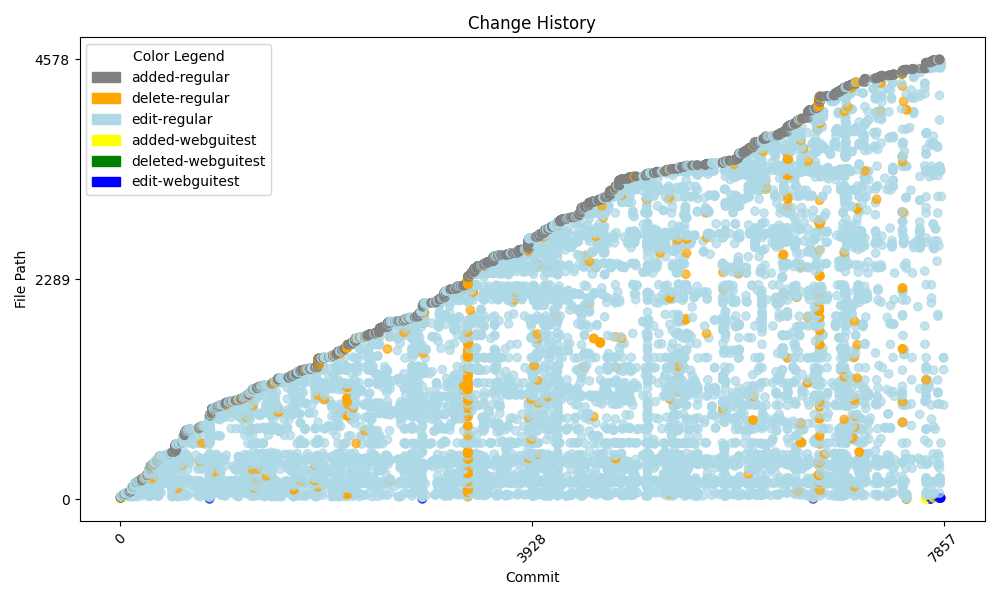 Change History
Color Legend
added-regular
delete-regular
edit-regular
added-webguitest
deleted-webguitest
edit-webguitest
4578
2289
0
File Path
0
3928
7857
Commit